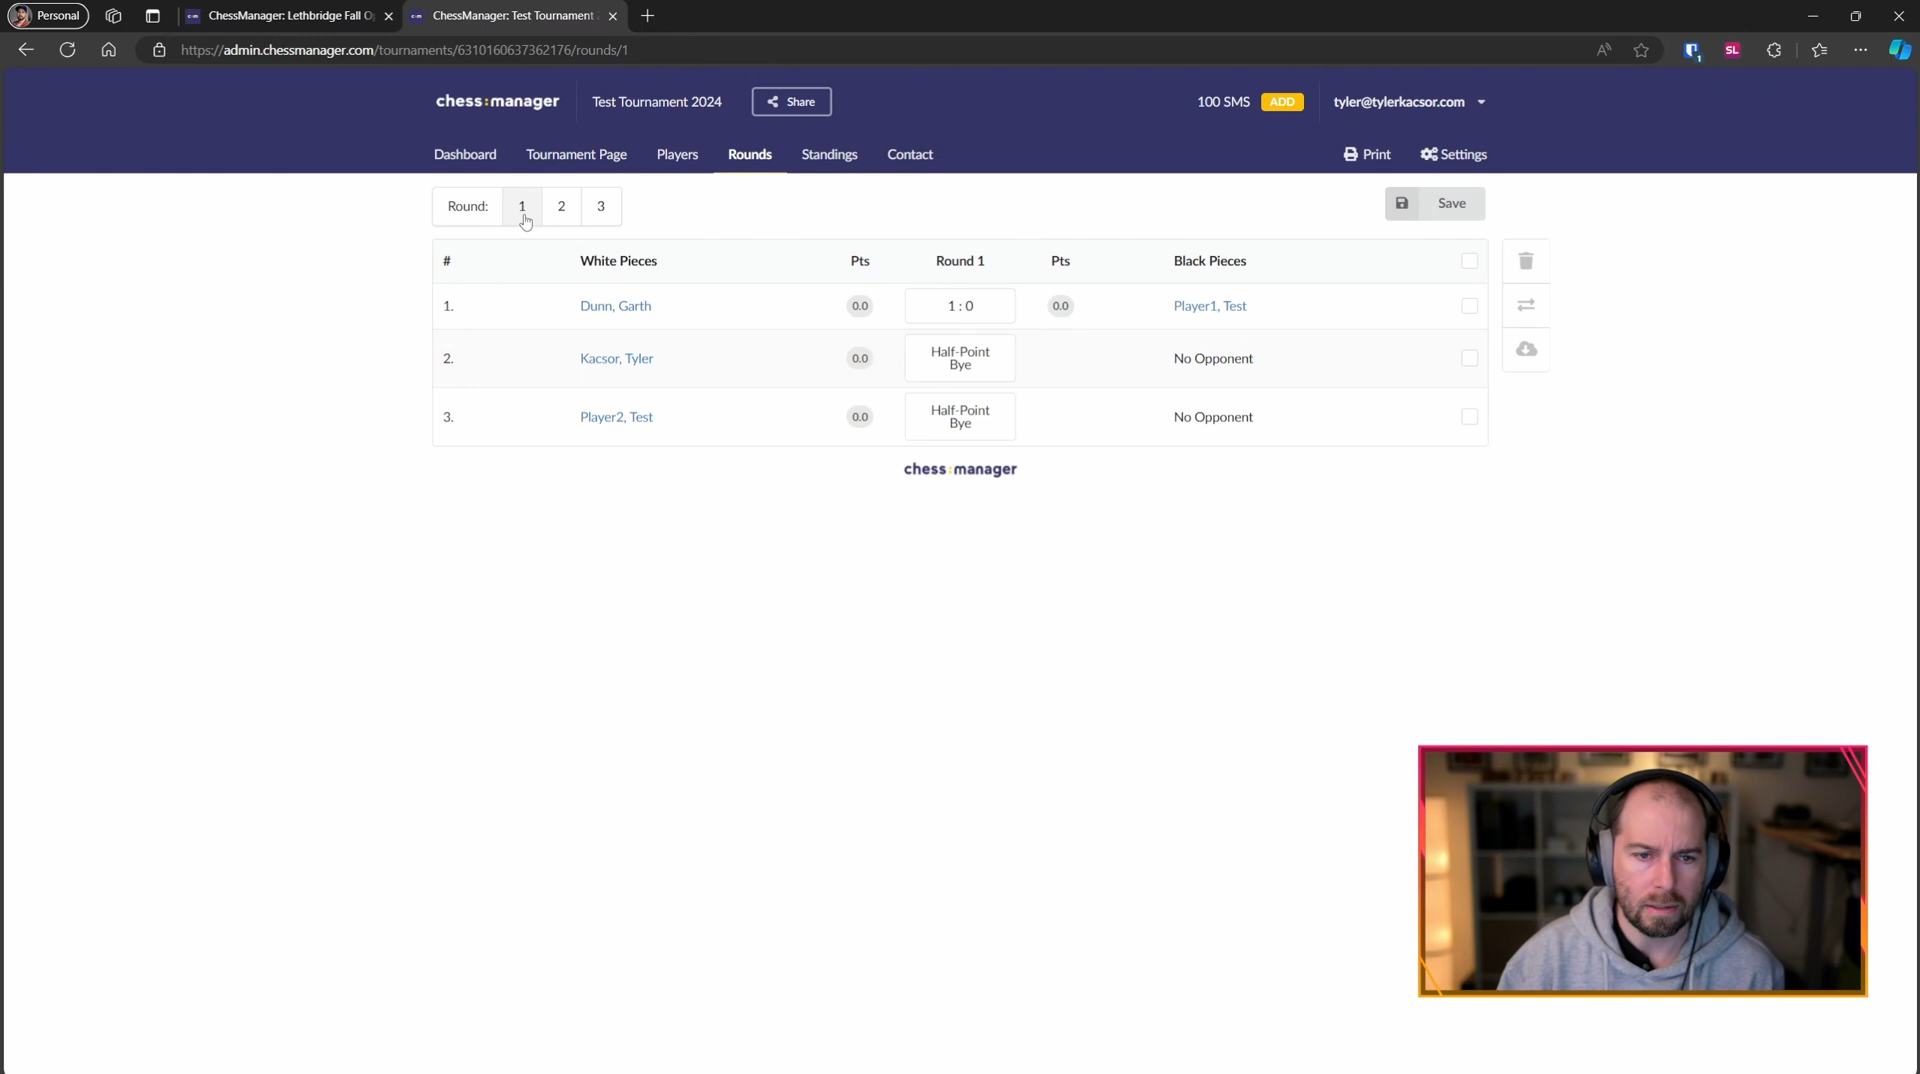 Personal
ChessManager: Lethbridge Fall O
ChessManager: Test Tournament
https://admin.chessmanager.com/tournaments/6310160637362176/rounds/1
1
SL
chess:manager
Test Tournament 2024
Share
100 SMS
ADD
tyler@tylerkacsor.com
Dashboard
Tournament Page
Players
Rounds
Standings
Contact
Print
Settings
Round:
1
2
3
Save
# White Pieces Pts Round 1 Pts Black Pieces
1. Dunn, Garth 0.0 1 : 0 0.0 Player1, Test
2. Kacsor, Tyler 0.0 Half-Point Bye No Opponent
3. Player2, Test 0.0 Half-Point Bye No Opponent
chess:manager